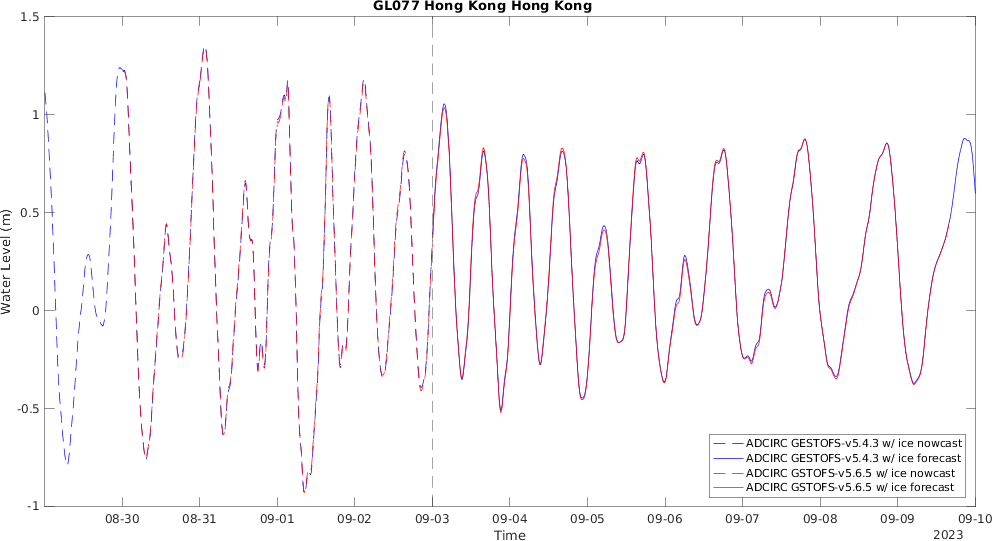 GL077 Hong Kong Hong Kong
Water Level (m)
1.5
1
0.5
0
-0.5
-1
ADCIRC GESTOFS-v5.4.3 w/ ice nowcast
ADCIRC GESTOFS-v5.4.3 w/ ice forecast
ADCIRC GSTOFS-v5.6.5 w/ ice nowcast
ADCIRC GSTOFS-v5.6.5 w/ ice forecast
08-30 08-31 09-01 09-02 09-03 09-04 09-05 09-06 09-07 09-08 09-09 09-10
Time
2023